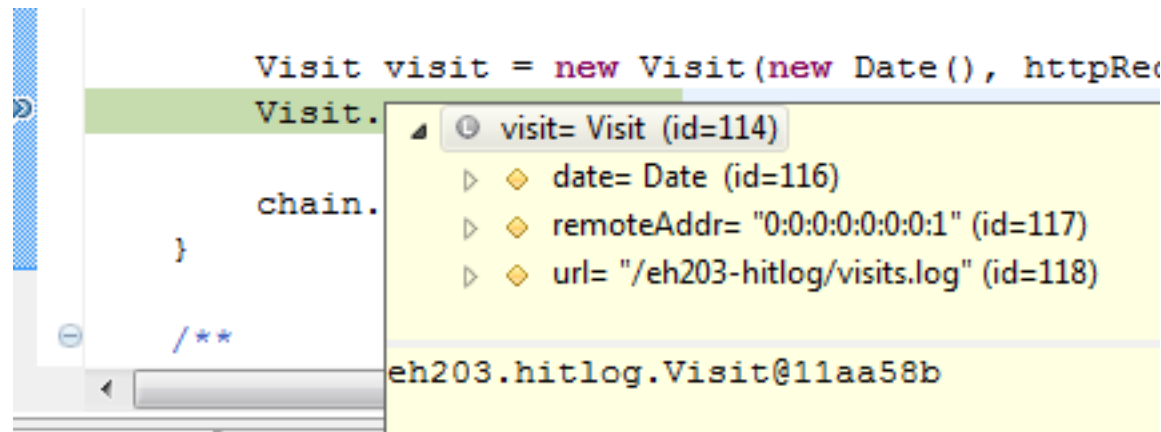 Visit visit = new Visit(new Date(), httpReq
Visit.
visit= Visit (id=114)
date= Date (id=116)
chain.
remoteAddr= "0:0:0:0:0:0:0:1" (id=117)
}
url= "/eh203-hitlog/visits.log" (id=118)
/**
eh203.hitlog.Visit@11aa58b